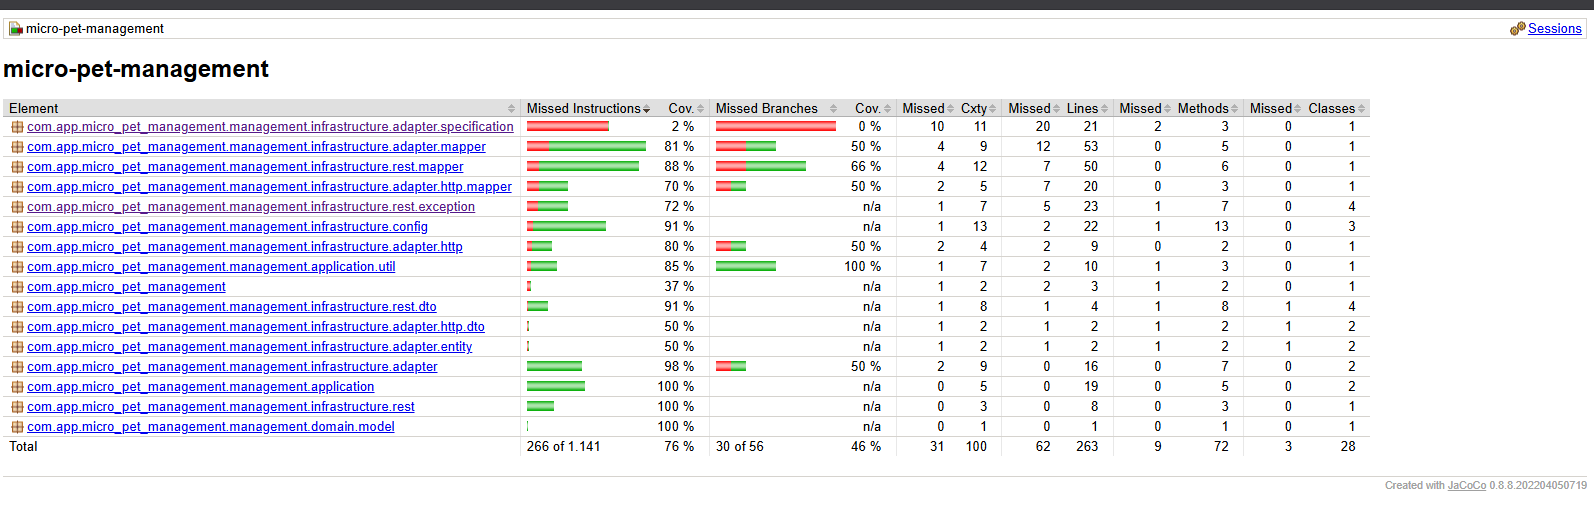 micro-pet-management Sessions
micro-pet-management
Element Missed Instructions Cov. Missed Branches Cov. Missed Cxty Missed Lines Missed Methods Missed Classes
com.app.micro_pet_management.management.infrastructure.adapter.specification 2 % 0 % 10 11 20 21 2 3 0 1
com.app.micro_pet_management.management.infrastructure.adapter.mapper 81 % 50 % 4 9 12 53 0 5 0 1
com.app.micro_pet_management.management.infrastructure.rest.mapper 88 % 66 % 4 12 7 50 0 6 0 1
com.app.micro_pet_management.management.infrastructure.adapter.http.mapper 70 % 50 % 2 5 7 20 0 3 0 1
com.app.micro_pet_management.management.infrastructure.rest.exception 72 % n/a 1 7 5 23 1 7 0 4
com.app.micro_pet_management.management.infrastructure.config 91 % n/a 1 13 2 22 1 13 0 3
com.app.micro_pet_management.management.infrastructure.adapter.http 80 % 50 % 2 4 2 9 0 2 0 1
com.app.micro_pet_management.management.application.util 85 % 100 % 1 7 2 10 1 3 0 1
com.app.micro_pet_management 37 % n/a 1 2 2 3 1 2 0 1
com.app.micro_pet_management.management.infrastructure.rest.dto 91 % n/a 1 8 1 4 1 8 1 4
com.app.micro_pet_management.management.infrastructure.adapter.http.dto 50 % n/a 1 2 1 2 1 2 1 2
com.app.micro_pet_management.management.infrastructure.adapter.entity 50 % n/a 1 2 1 2 1 2 1 2
com.app.micro_pet_management.management.infrastructure.adapter 98 % 50 % 2 9 0 16 0 7 0 2
com.app.micro_pet_management.management.application 100 % n/a 0 5 0 19 0 5 0 2
com.app.micro_pet_management.management.infrastructure.rest 100 % n/a 0 3 0 8 0 3 0 1
com.app.micro_pet_management.management.domain.model 100 % n/a 0 1 0 1 0 1 0 1
Total 266 of 1.141 76 % 30 of 56 46 % 31 100 62 263 9 72 3 28
Created with JaCoCo 0.8.8.202204050719